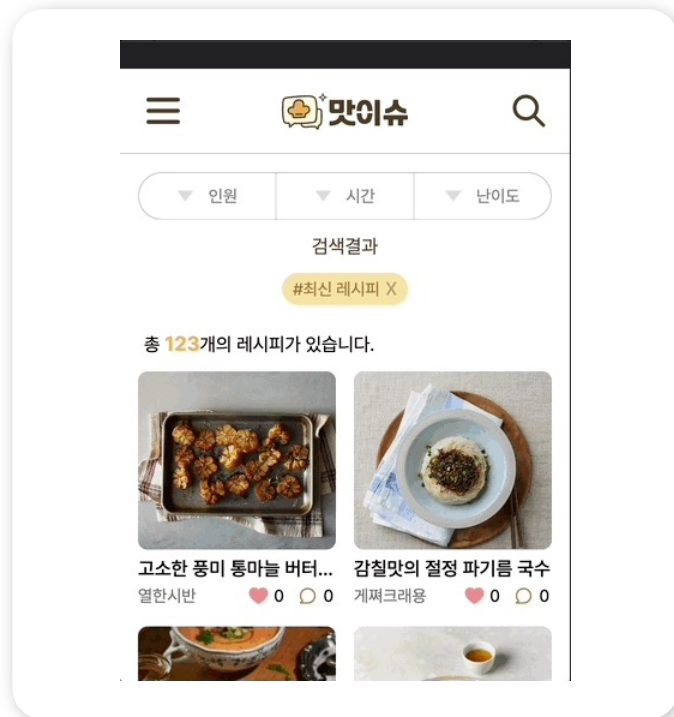 맛이슈
인원 시간 난이도
검색결과
#최신 레시피 X
총 123개의 레시피가 있습니다.
고소한 풍미 통마늘 버터... 감칠맛의 절정 파기름 국수
열한시반 0 0 게쪄크래용 0 0